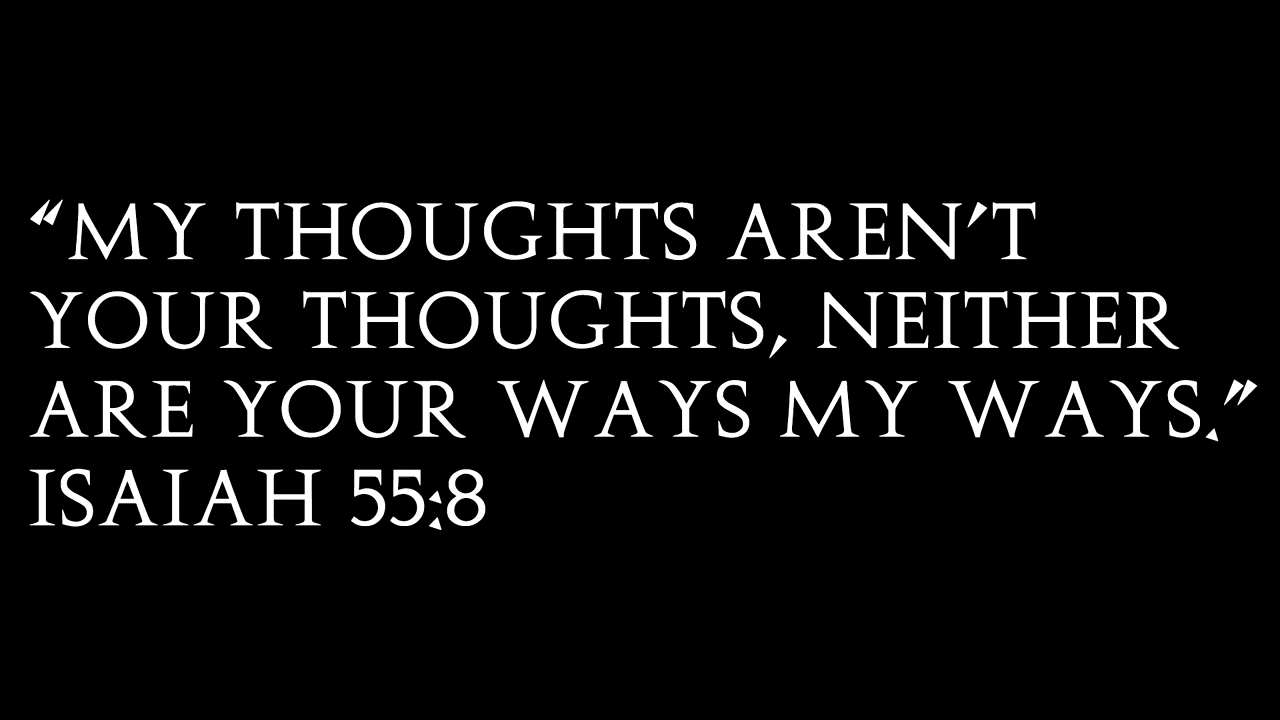 “MY THOUGHTS AREN’T
YOUR THOUGHTS, NEITHER
ARE YOUR WAYS MY WAYS.”
ISAIAH 55:8